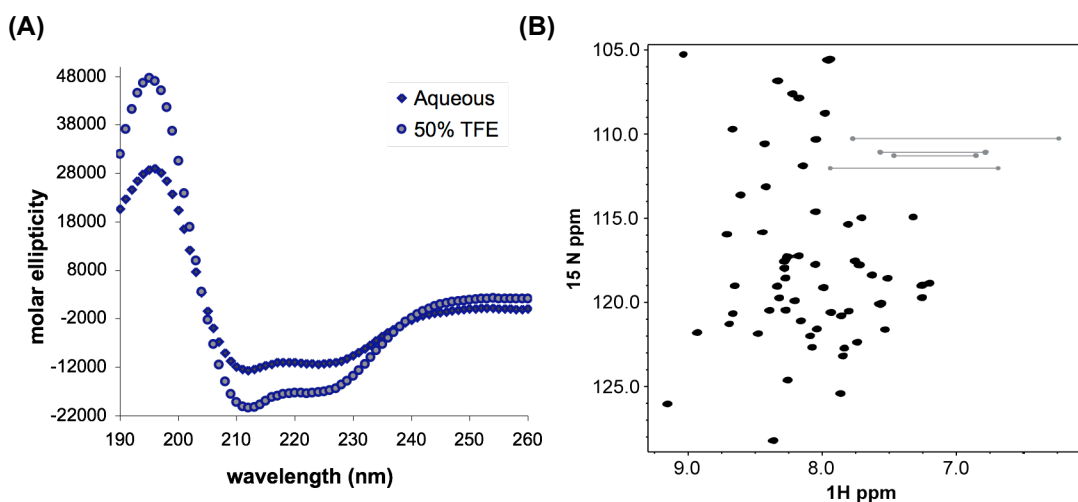 (A)
48000
38000
28000
18000
8000
-2000
-12000
-22000
molar ellipticity
Aqueous
50% TFE
190 200 210 220 230 240 250 260
wavelength (nm)
(B)
105.0
110.0
115.0
120.0
125.0
15 N ppm
9.0 8.0 7.0
1H ppm